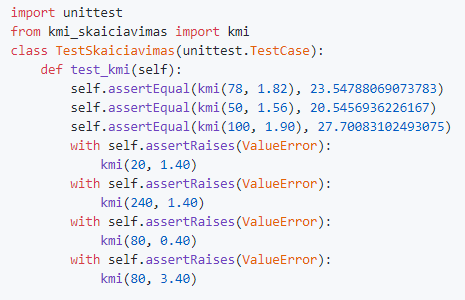 import unittest
from kmi_skaiciavimas import kmi
class TestSkaiciavimas(unittest.TestCase):
    def test_kmi(self):
        self.assertEqual(kmi(78, 1.82), 23.54788069073783)
        self.assertEqual(kmi(50, 1.56), 20.5456936226167)
        self.assertEqual(kmi(100, 1.90), 27.70083102493075)
        with self.assertRaises(ValueError):
            kmi(20, 1.40)
        with self.assertRaises(ValueError):
            kmi(240, 1.40)
        with self.assertRaises(ValueError):
            kmi(80, 0.40)
        with self.assertRaises(ValueError):
            kmi(80, 3.40)